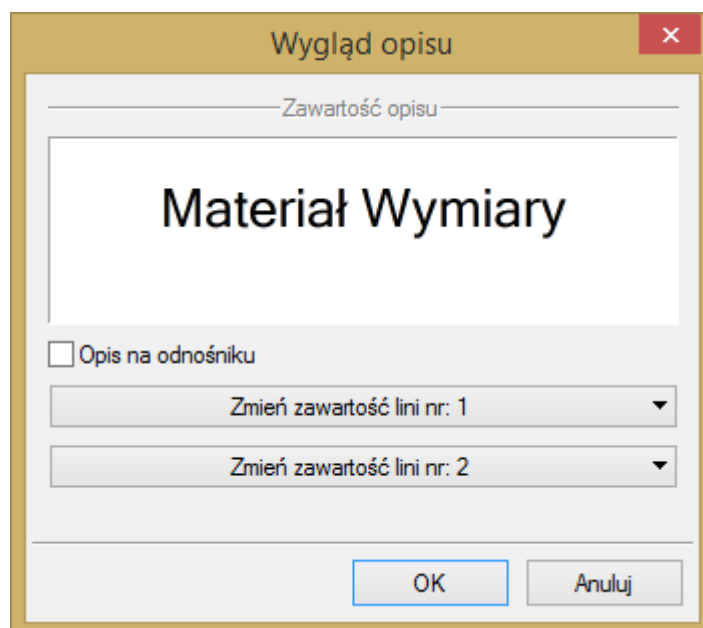 Wygląd opisu
Zawartość opisu
Materiał Wymiary
Opis na odnośniku
Zmień zawartość lini nr: 1
Zmień zawartość lini nr: 2
OK
Anuluj